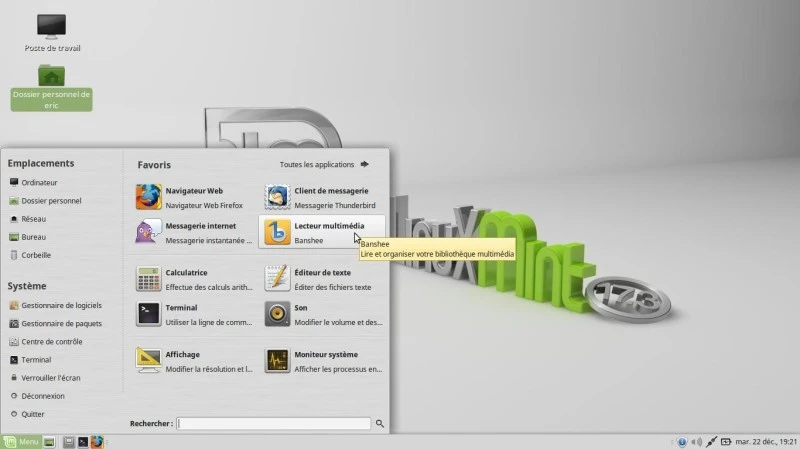 Poste de travail
Dossier personnel de
eric
Emplacements
Ordinateur
Dossier personnel
Réseau
Bureau
Corbeille
Système
Gestionnaire de logiciels
Gestionnaire de paquets
Centre de contrôle
Terminal
Verrouiller l'écran
Déconnexion
Quitter
Favoris
Toutes les applications
Navigateur Web
Navigateur Web Firefox
Client de messagerie
Messagerie Thunderbird
Messagerie internet
Messagerie instantanée ...
Lecteur multimédia
Banshee
Banshee
Lire et organiser votre bibliothèque multimédia
Calculatrice
Effectue des calculs arith...
Éditeur de texte
Éditer des fichiers texte
Terminal
Utiliser la ligne de comm...
Son
Modifier le volume et des...
Affichage
Modifier la résolution et l...
Moniteur système
Afficher les processus en...
Rechercher :
linuxMint
17.3
Menu
mar. 22 déc., 19:21